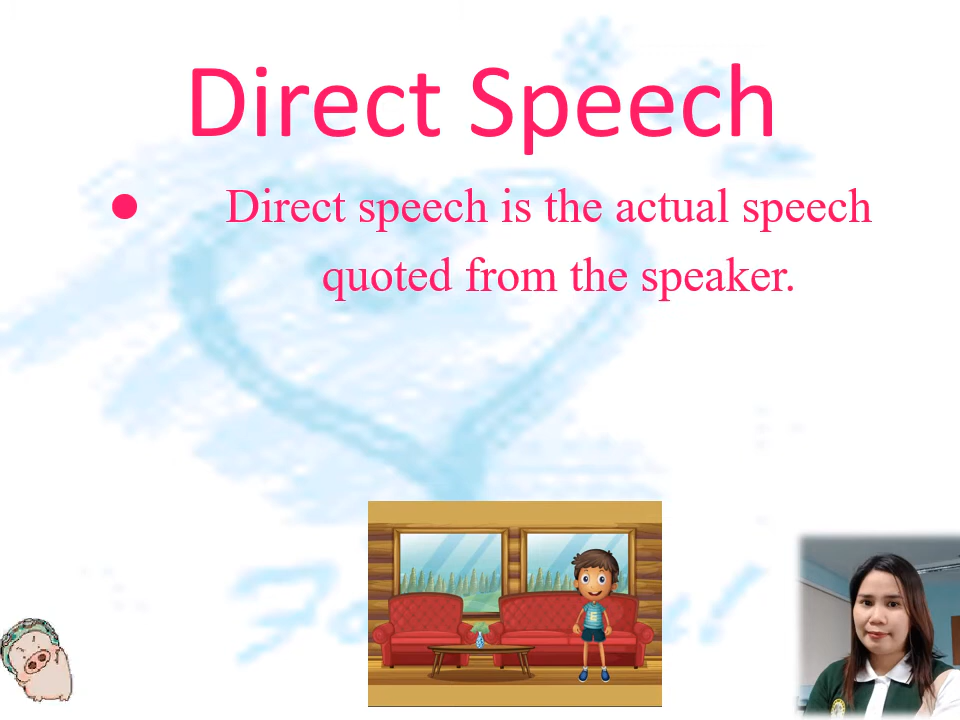 Direct Speech
● Direct speech is the actual speech
quoted from the speaker.
E